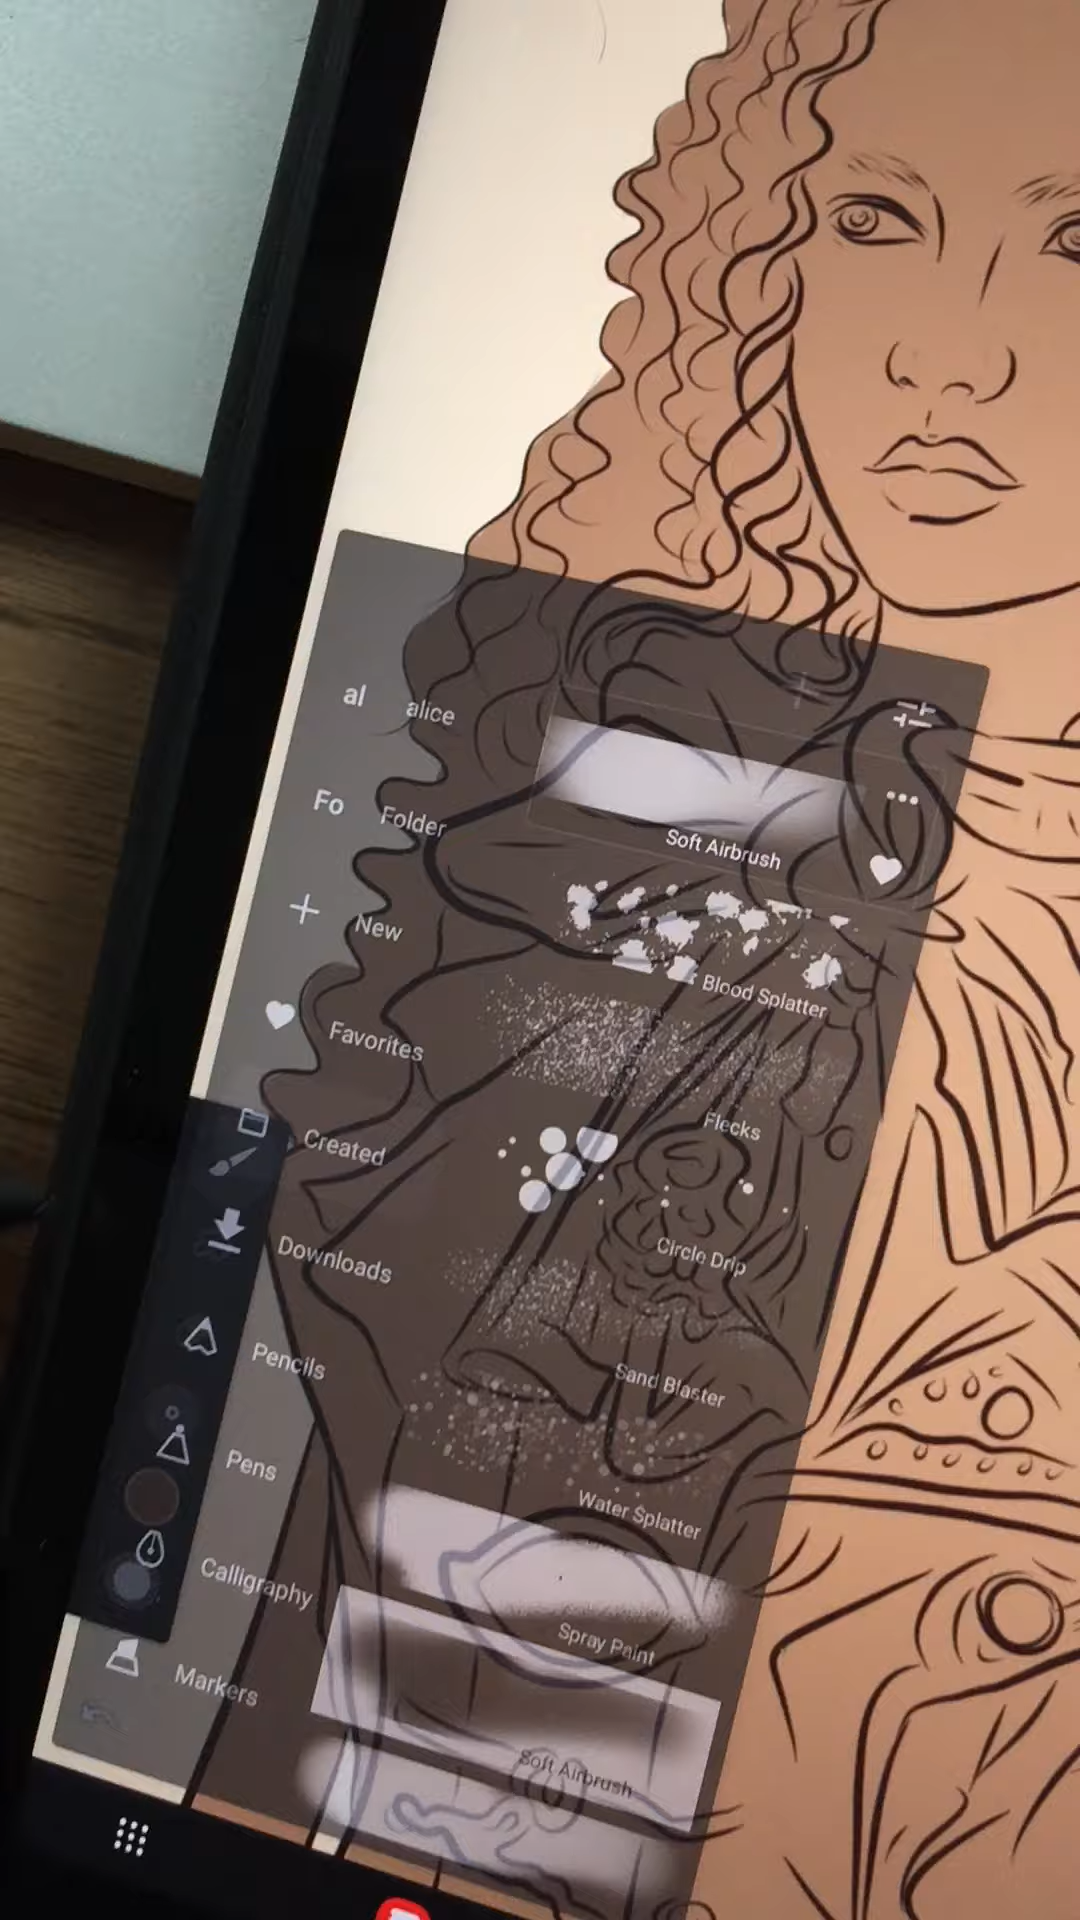 al alice
Fo Folder
New
Favorites
Created
Downloads
Pencils
Pens
Calligraphy
Markers
Soft Airbrush
Blood Splatter
Flecks
Circle Drip
Sand Blaster
Water Splatter
Spray Paint
Soft Airbrush